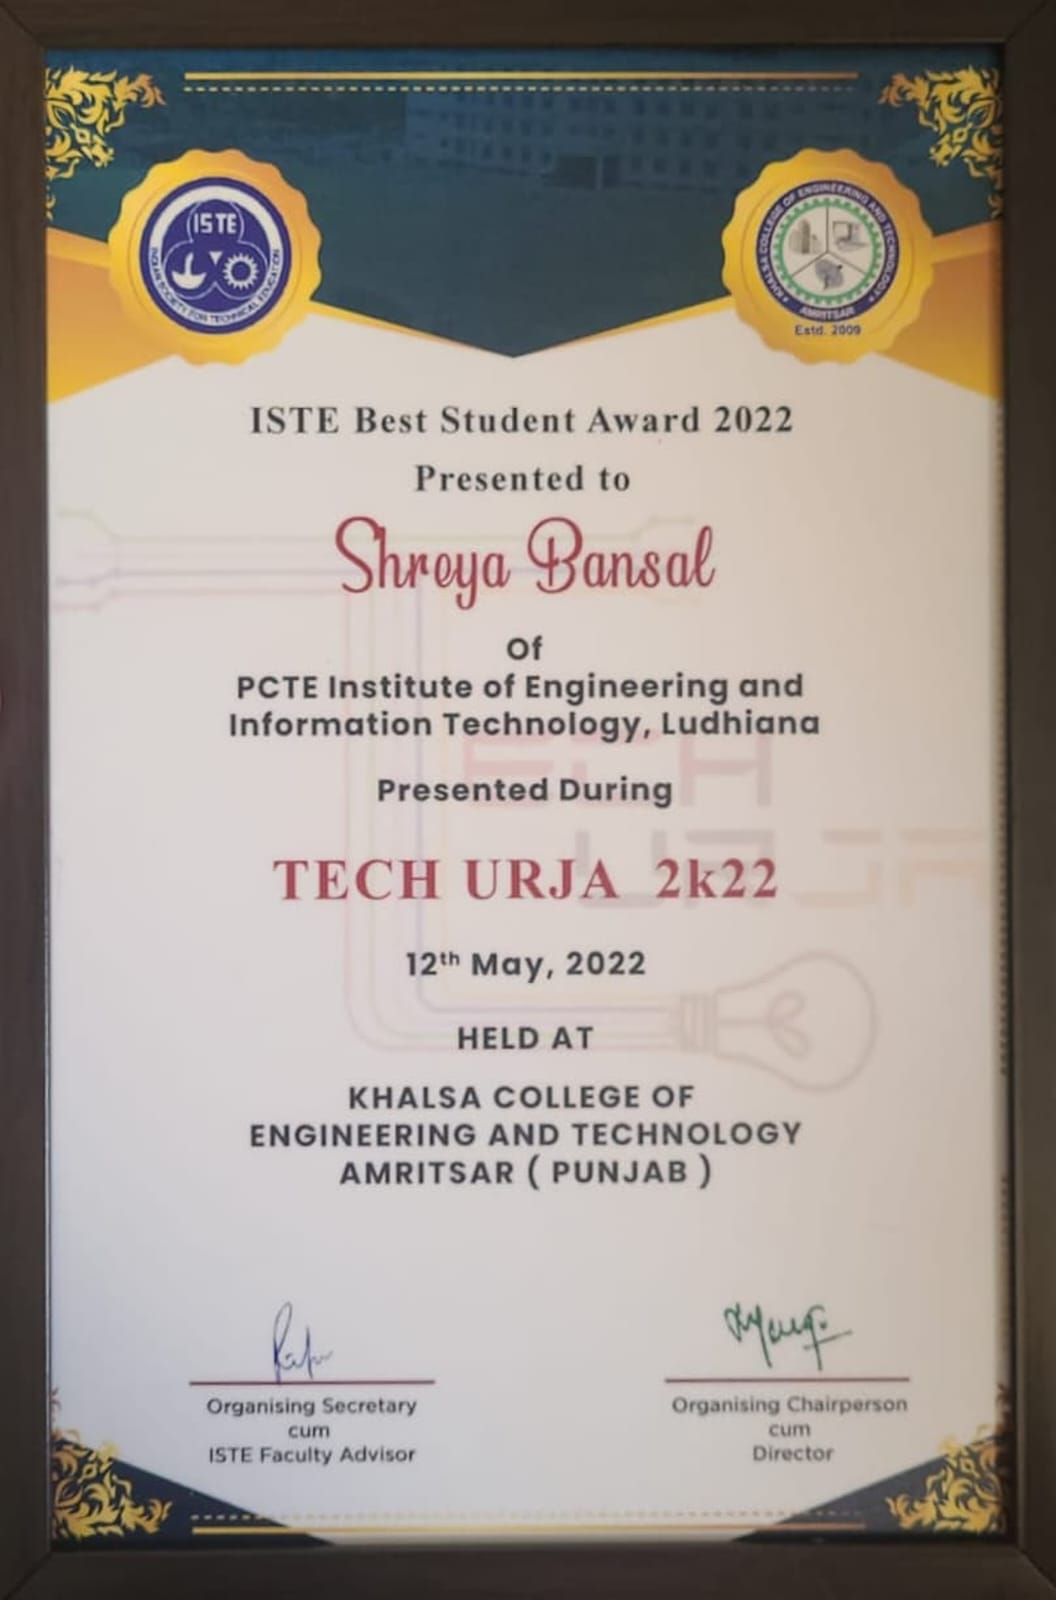 ISTE
INDIAN SOCIETY FOR TECHNICAL EDUCATION
KHALSA COLLEGE OF ENGINEERING AND TECHNOLOGY
AMRITSAR
Estd. 2009
ISTE Best Student Award 2022
Presented to
Shreya Bansal
Of
PCTE Institute of Engineering and
Information Technology, Ludhiana
Presented During
TECH URJA 2k22
12th May, 2022
HELD AT
KHALSA COLLEGE OF
ENGINEERING AND TECHNOLOGY
AMRITSAR ( PUNJAB )
Organising Secretary
cum
ISTE Faculty Advisor
Organising Chairperson
cum
Director